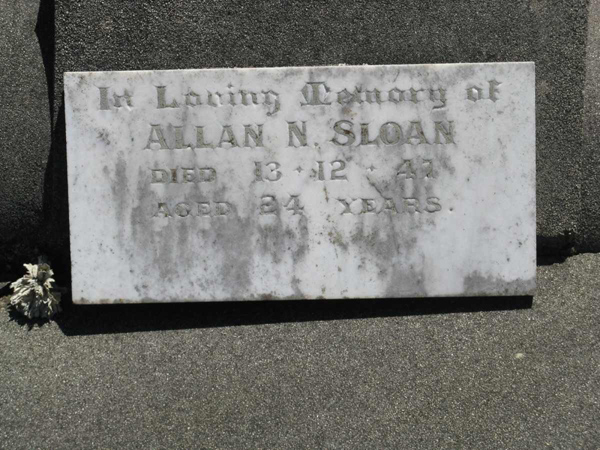 In Loving Memory of
ALLAN N. SLOAN
DIED 13 · 12 · 47
AGED 24 YEARS.